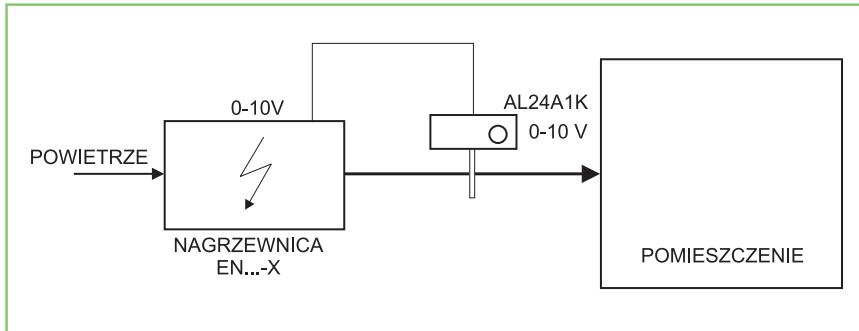 0-10V
AL24A1K
0-10 V
POWIETRZE
NAGRZEWNICA
EN...-X
POMIESZCZENIE